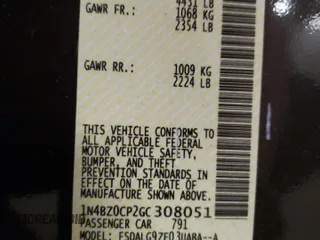 4431 LB
GAWR FR.: 1068 KG
2354 LB
GAWR RR.: 1009 KG
2224 LB
THIS VEHICLE CONFORMS TO
ALL APPLICABLE FEDERAL
MOTOR VEHICLE SAFETY,
BUMPER, AND THEFT
PREVENTION STANDARDS IN
EFFECT ON THE DATE OF
MANUFACTURE SHOWN ABOVE.
1N4BZ0CP2GC308051
PASSENGER CAR 791
MODEL: